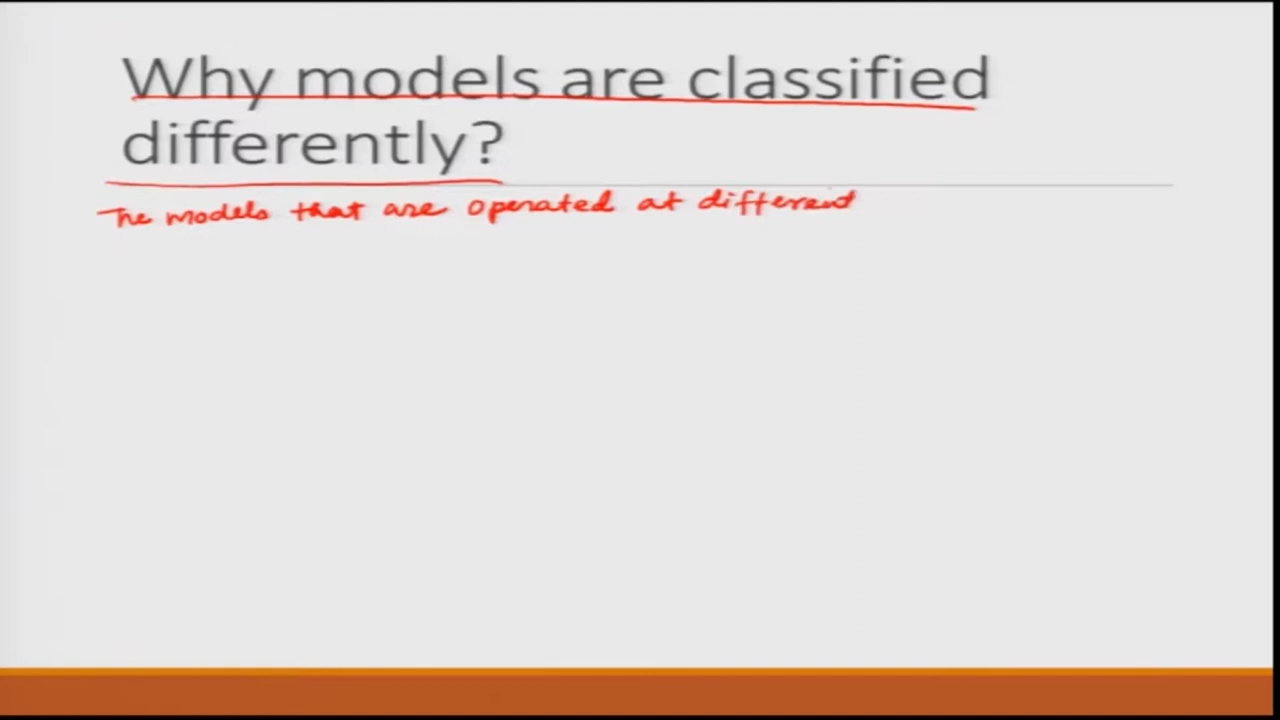 Why models are classified
differently?
The models that are operated at different